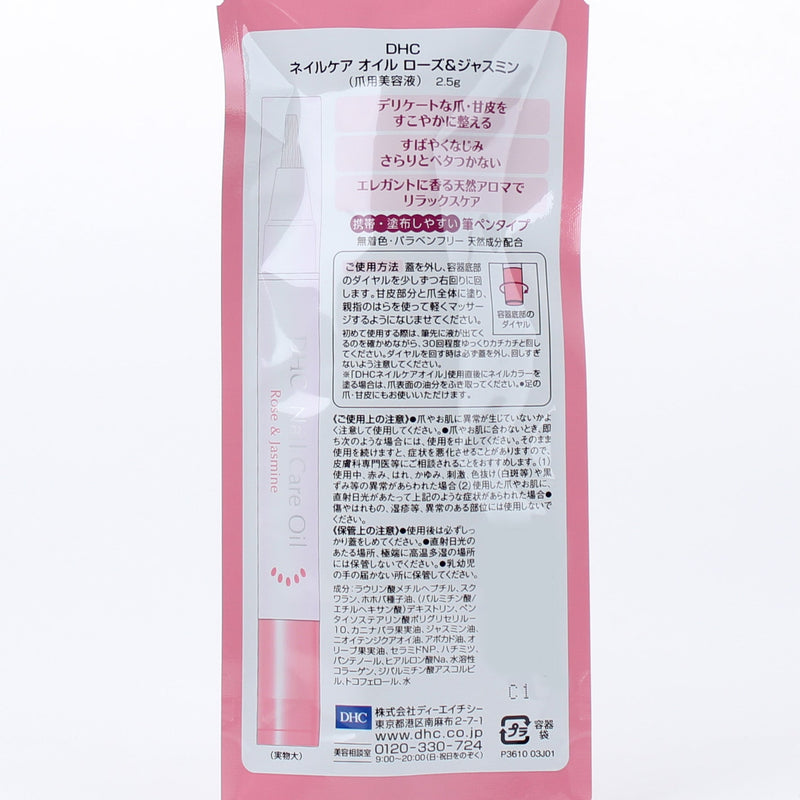 DHC
ネイルケア オイル ローズ&ジャスミン
(爪用美容液) 2.5g
デリケートな爪・甘皮を
すこやかに整える
すばやくなじみ
さらりとベタつかない
エレガントに香る天然アロマで
リラックスケア
携帯・塗布しやすい筆ペンタイプ
無着色・パラベンフリー 天然成分配合
ご使用方法 蓋を外し、容器底部
のダイヤルを少しずつ右回りに回
します。甘皮部分と爪全体に塗り、
親指のはらを使って軽くマッサー
ジするようになじませてください。
容器底部の
ダイヤル
初めて使用する際は、筆先に液が出てく
るのを確かめながら、30回程度ゆっくりカチカチと回し
てください。ダイヤルを回す時は必ず蓋を外し、回しすぎ
ないよう注意してください。
※「DHCネイルケアオイル」使用直後にネイルカラーを
塗る場合は、爪表面の油分をふき取ってください。●足の
爪・甘皮にもお使いいただけます。
《ご使用上の注意》●爪やお肌に異常が生じていないかよ
く注意して使用してください。●爪やお肌に合わないとき、即
ち次のような場合には、使用を中止してください。そのまま
使用を続けますと、症状を悪化させることがありますので、
皮膚科専門医等にご相談されることをおすすめします。(1)
使用中、赤み、はれ、かゆみ、刺激、色抜け(白斑等)や黒
ずみ等の異常があらわれた場合(2)使用した爪やお肌に、
直射日光があたって上記のような症状があらわれた場合●
傷やはれもの、湿疹等、異常のある部位には使用しないで
ください。
《保管上の注意》●使用後は必ずしっ
かり蓋をしめてください。●直射日光の
あたる場所、極端に高温多湿の場所
には保管しないでください。●乳幼児
の手の届かない所に保管してください。
成分:ラウリン酸メチルヘプチル、スク
ワラン、ホホバ種子油、(パルミチン酸/
エチルヘキサン酸)デキストリン、ペン
タイソステアリン酸ポリグリセリル-
10、カニナバラ果実油、ジャスミン油、
ニオイテンジクアオイ油、アボカド油、オ
リーブ果実油、セラミドNP、ハチミツ、
パンテノール、ヒアルロン酸Na、水溶性
コラーゲン、ジパルミチン酸アスコルビ
ル、トコフェロール、水
C1
DHC
株式会社ディーエイチシー
東京都港区南麻布2-7-1
www.dhc.co.jp
美容相談室
0120-330-724
9:00~20:00(日・祝日をのぞく)
プラ
容器
袋
P3610 03J01
DHC Nail Care Oil
Rose & Jasmine
(実物大)